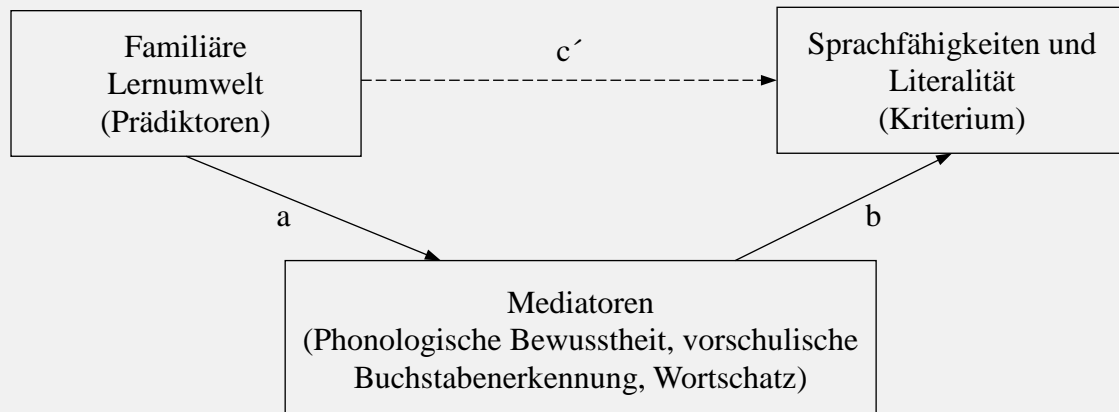 Familiäre
Lernumwelt
(Prädiktoren)
c´
Sprachfähigkeiten und
Literalität
(Kriterium)
a
b
Mediatoren
(Phonologische Bewusstheit, vorschulische
Buchstabenerkennung, Wortschatz)